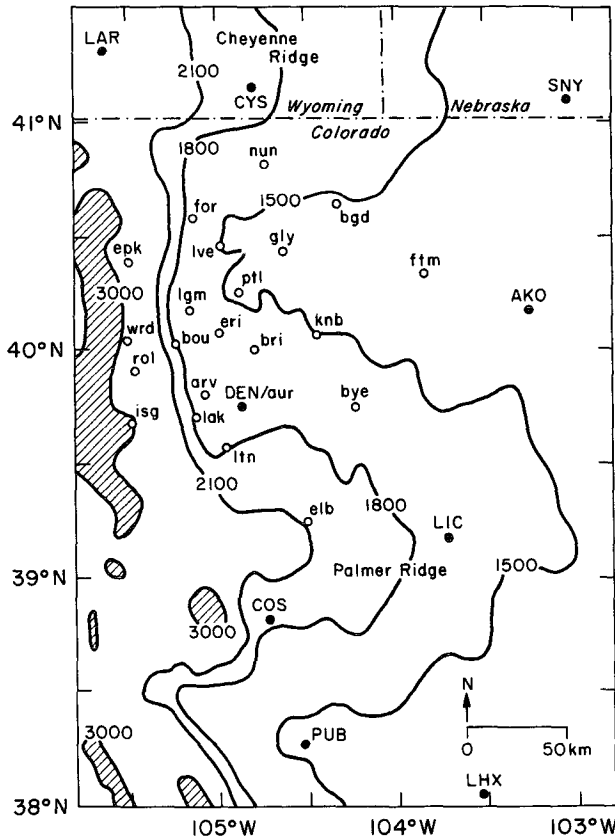 LAR
Cheyenne
Ridge
2100
CYS
SNY
Wyoming
Nebraska
41°N
Colorado
1800
nun
1500
for
bgd
lve
gly
epk
ftm
3000
ptl
lgm
AKO
eri
knb
wrd
bou
bri
40°N
rol
arv
DEN/aur
bye
isg
lak
ltn
2100
1800
elb
LIC
Palmer Ridge
1500
39°N
COS
3000
N
3000
PUB
0 50km
LHX
38°N
105°W
104°W
103°W